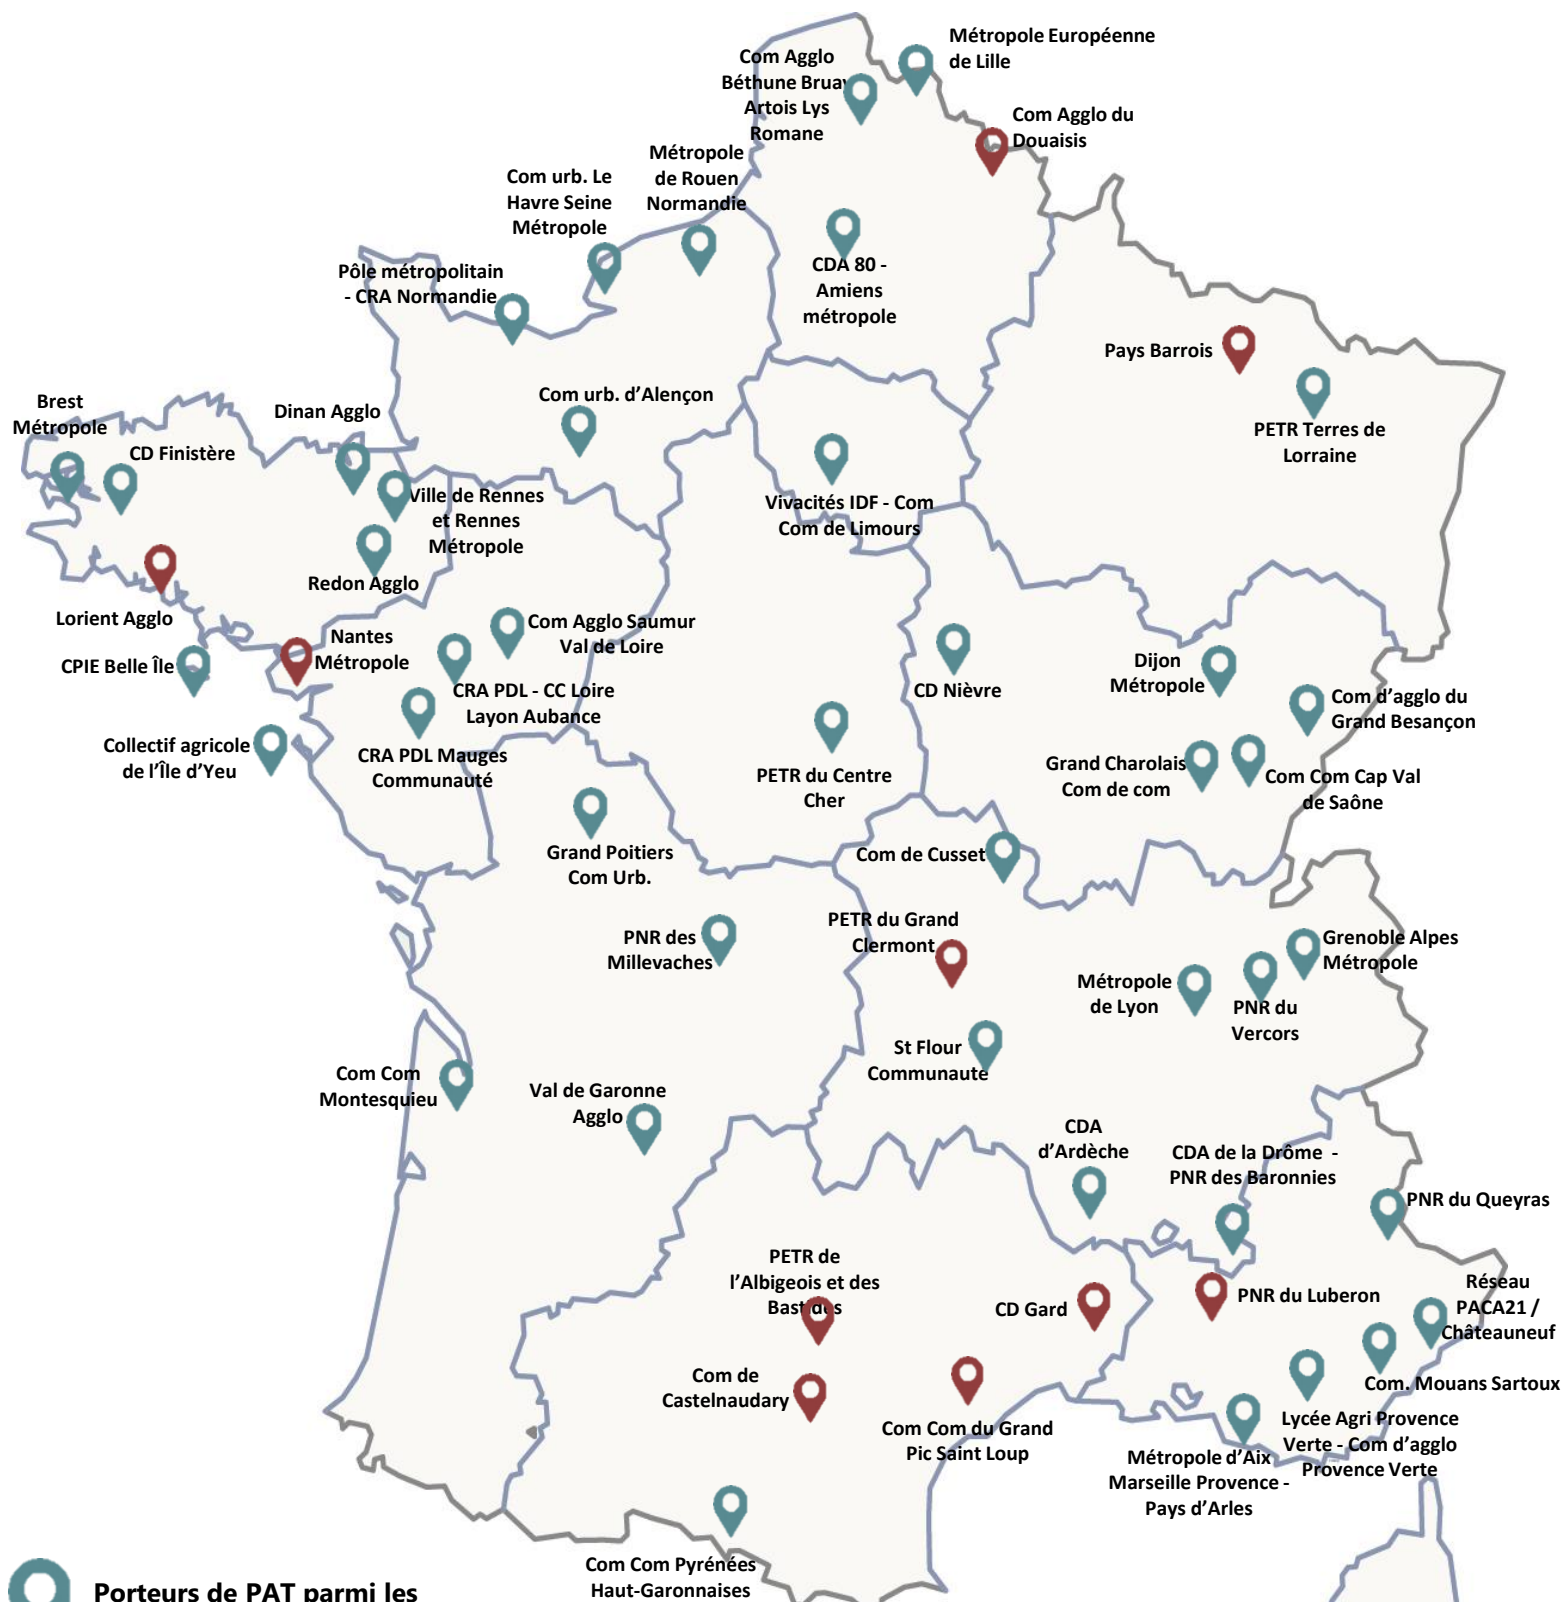 Métropole Européenne
de Lille
Com Agglo
Béthune Bruay
Artois Lys
Romane
Com Agglo du
Douaisis
Métropole
de Rouen
Normandie
Com urb. Le
Havre Seine
Métropole
Pôle métropolitain
- CRA Normandie
CDA 80 -
Amiens
métropole
Pays Barrois
PETR Terres de
Lorraine
Com urb. d'Alençon
Brest
Métropole
Dinan Agglo
CD Finistère
Ville de Rennes
et Rennes
Métropole
Vivacités IDF - Com
Com de Limours
Redon Agglo
Lorient Agglo
Com Agglo Saumur
Val de Loire
Nantes
Métropole
CPIE Belle Île
CRA PDL - CC Loire
Layon Aubance
CD Nièvre
Dijon
Métropole
Com d'agglo du
Grand Besançon
Collectif agricole
de l'Île d'Yeu
CRA PDL Mauges
Communauté
PETR du Centre
Cher
Grand Charolais
Com de com
Com Com Cap Val
de Saône
Grand Poitiers
Com Urb.
Com de Cusset
PETR du Grand
Clermont
PNR des
Millevaches
Grenoble Alpes
Métropole
Métropole
de Lyon
PNR du
Vercors
St Flour
Communauté
Com Com
Montesquieu
Val de Garonne
Agglo
CDA
d'Ardèche
CDA de la Drôme -
PNR des Baronnies
PNR du Queyras
PETR de
l'Albigeois et des
Bastides
CD Gard
PNR du Luberon
Réseau
PACA21 /
Châteauneuf
Com de
Castelnaudary
Com. Mouans Sartoux
Com Com du Grand
Pic Saint Loup
Lycée Agri Provence
Verte - Com d'agglo
Provence Verte
Métropole d'Aix
Marseille Provence -
Pays d'Arles
Com Com Pyrénées
Haut-Garonnaises
Porteurs de PAT parmi les